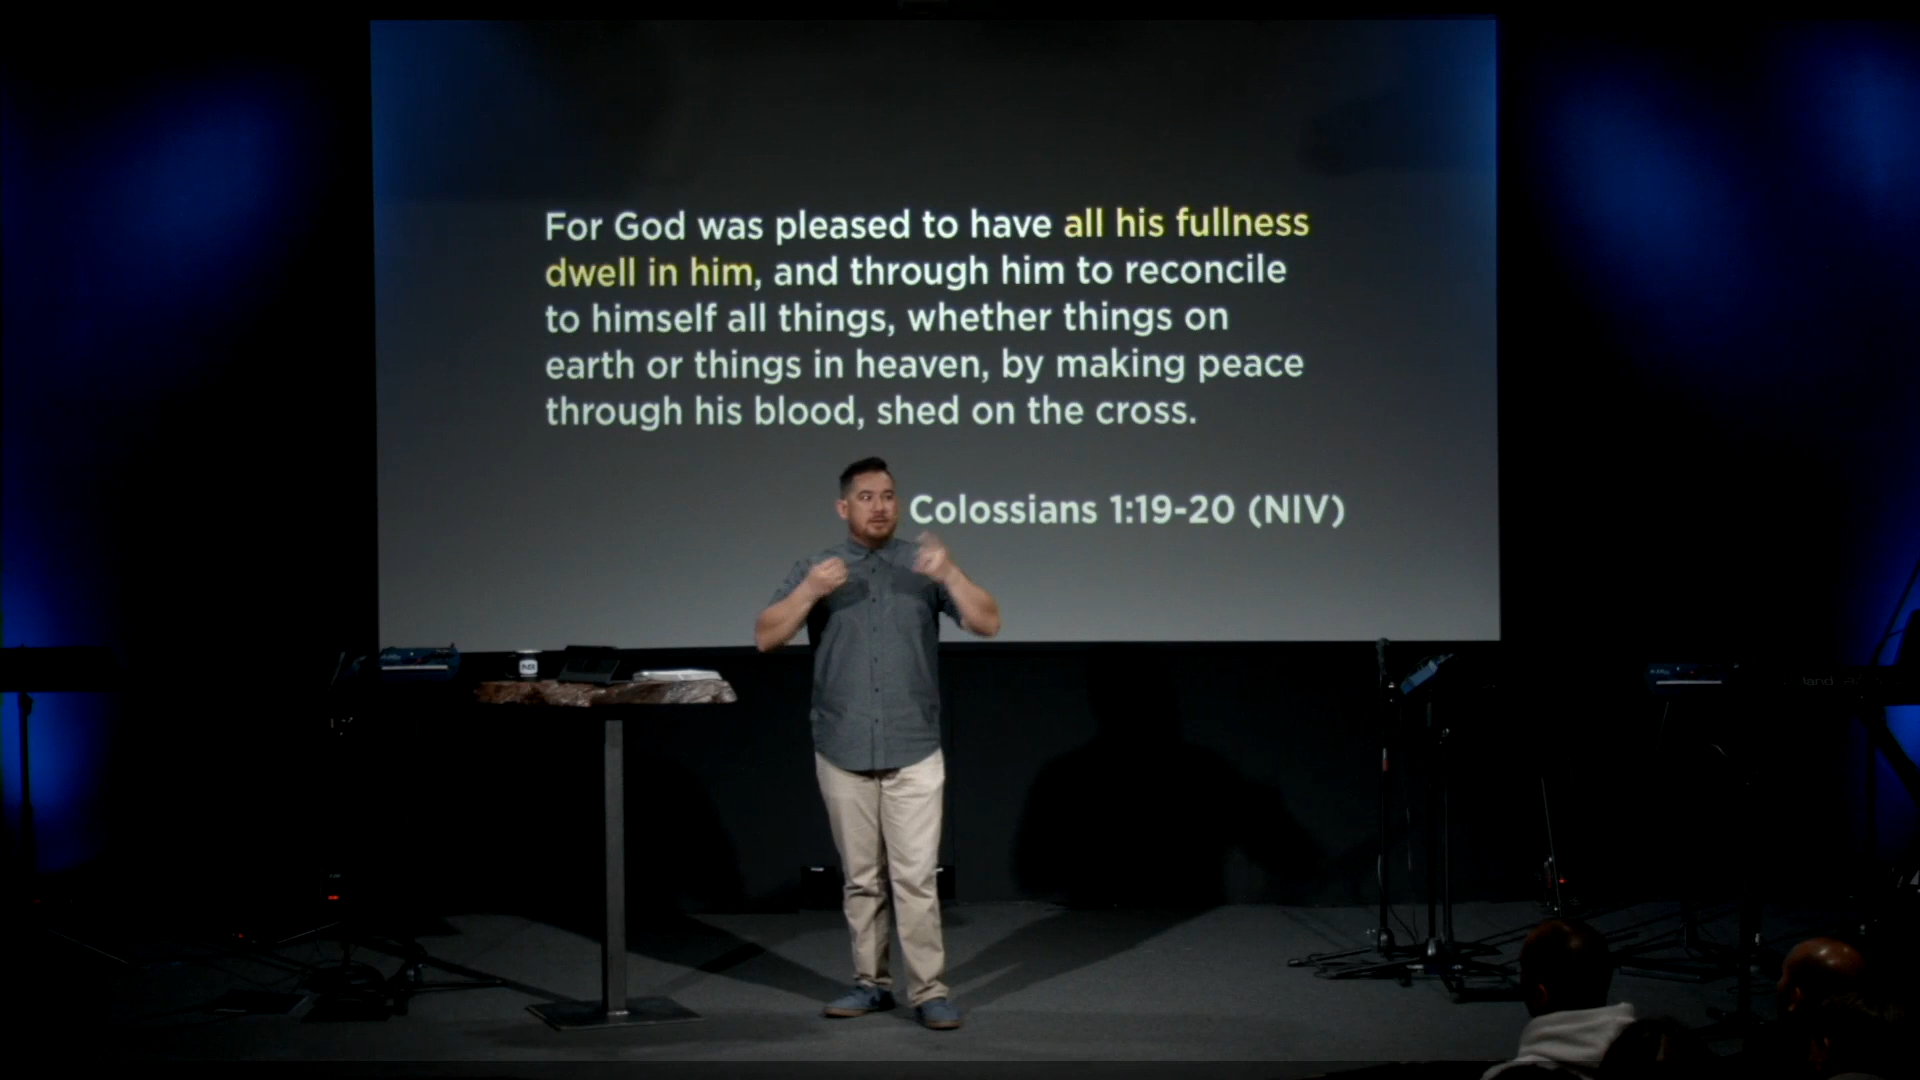 For God was pleased to have all his fullness
dwell in him, and through him to reconcile
to himself all things, whether things on
earth or things in heaven, by making peace
through his blood, shed on the cross.
Colossians 1:19-20 (NIV)